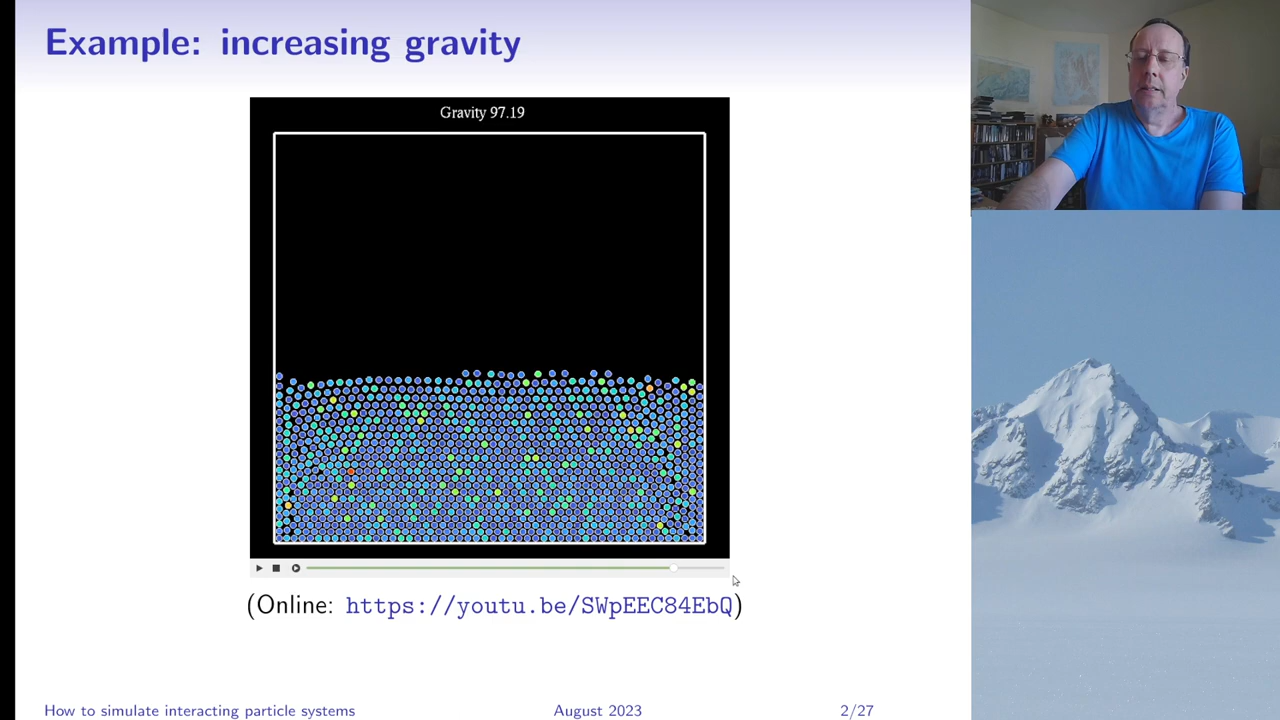 Example: increasing gravity
Gravity 97.19
(Online: https://youtu.be/SWpEEC84EbQ)
How to simulate interacting particle systems
August 2023
2/27